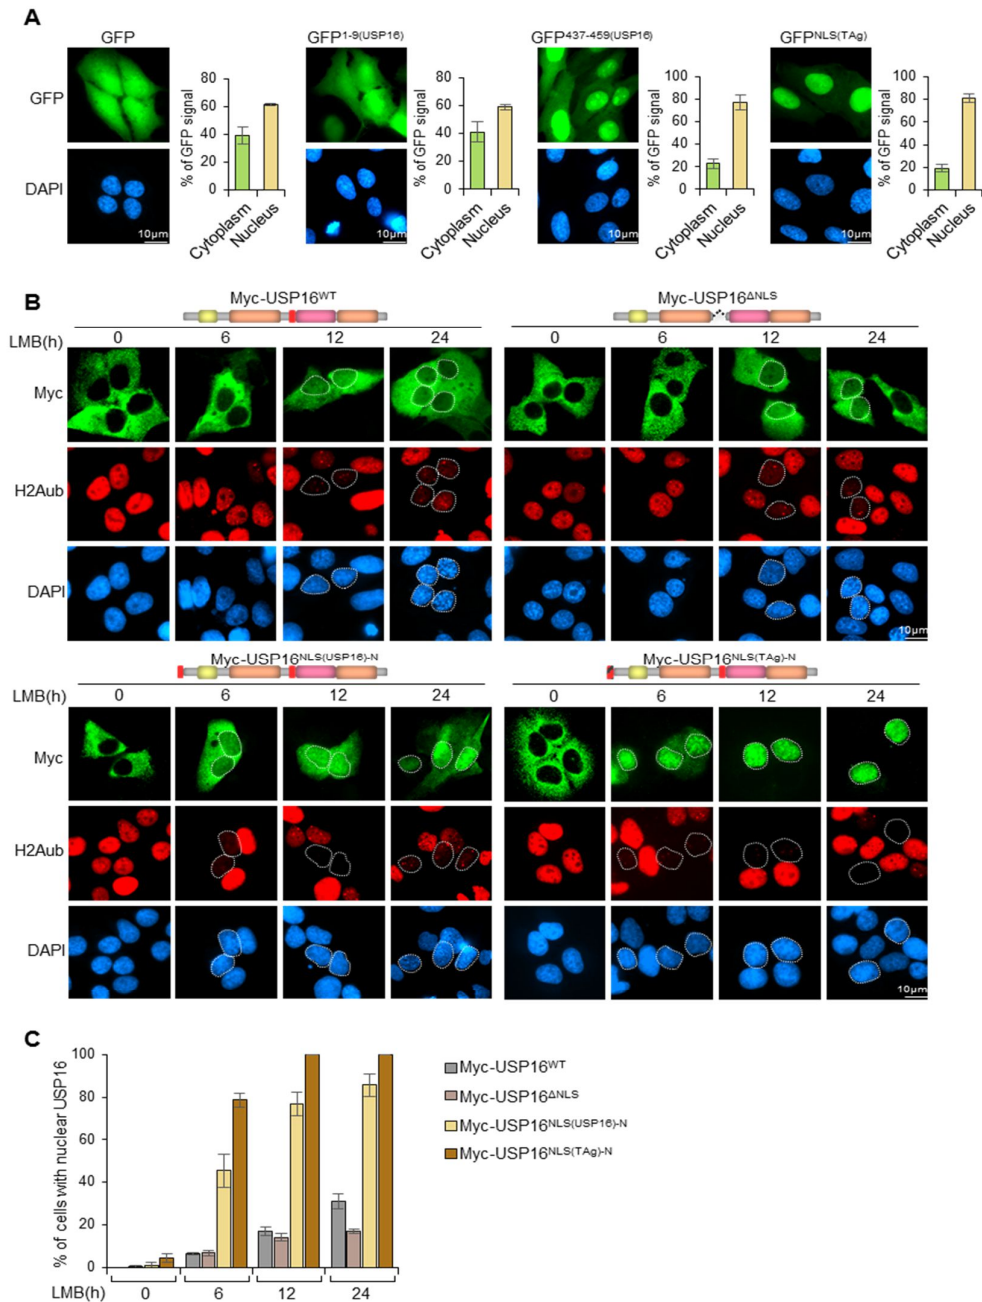 A
GFP
GFP1-9(USP16)
GFP437-459(USP16)
GFPNLS(TAg)
GFP
DAPI
% of GFP signal
80
60
40
20
0
Cytoplasm
Nucleus
10µm
% of GFP signal
80
60
40
20
0
Cytoplasm
Nucleus
10µm
% of GFP signal
100
80
60
40
20
0
Cytoplasm
Nucleus
10µm
% of GFP signal
100
80
60
40
20
0
Cytoplasm
Nucleus
10µm
B
Myc-USP16WT
Myc-USP16ΔNLS
LMB(h)
0 6 12 24 0 6 12 24
Myc
H2Aub
DAPI
10µm
Myc-USP16NLS(USP16)-N
Myc-USP16NLS(TAg)-N
LMB(h)
0 6 12 24 0 6 12 24
Myc
H2Aub
DAPI
10µm
C
% of cells with nuclear USP16
100
80
60
40
20
0
LMB(h) 0 6 12 24
Myc-USP16WT
Myc-USP16ΔNLS
Myc-USP16NLS(USP16)-N
Myc-USP16NLS(TAg)-N